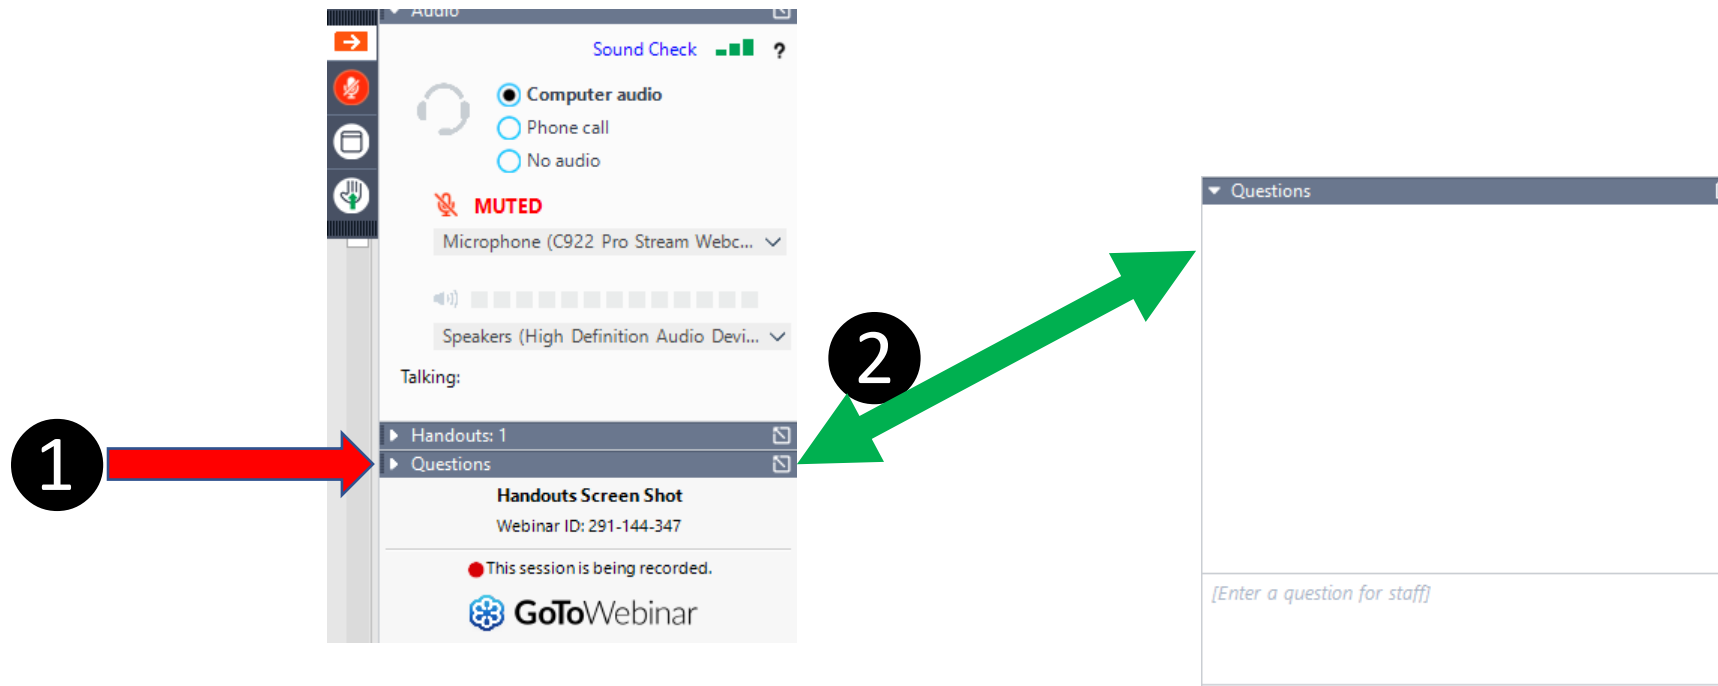 Audio
Sound Check ?
Computer audio
Phone call
No audio
MUTED
Microphone (C922 Pro Stream Webc...
Speakers (High Definition Audio Devi...
Talking:
1
Handouts: 1
Questions
Handouts Screen Shot
Webinar ID: 291-144-347
This session is being recorded.
GoToWebinar
2
Questions
[Enter a question for staff]